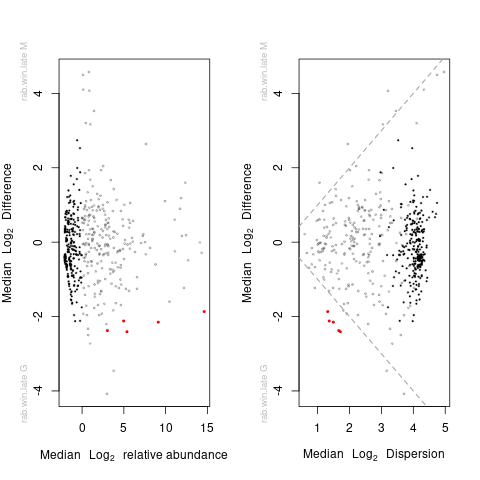 rab.win.late M
rab.win.late G
Median Log2 Difference
4
2
0
-2
-4
0 5 10 15
Median Log2 relative abundance
rab.win.late M
rab.win.late G
Median Log2 Difference
4
2
0
-2
-4
1 2 3 4 5
Median Log2 Dispersion